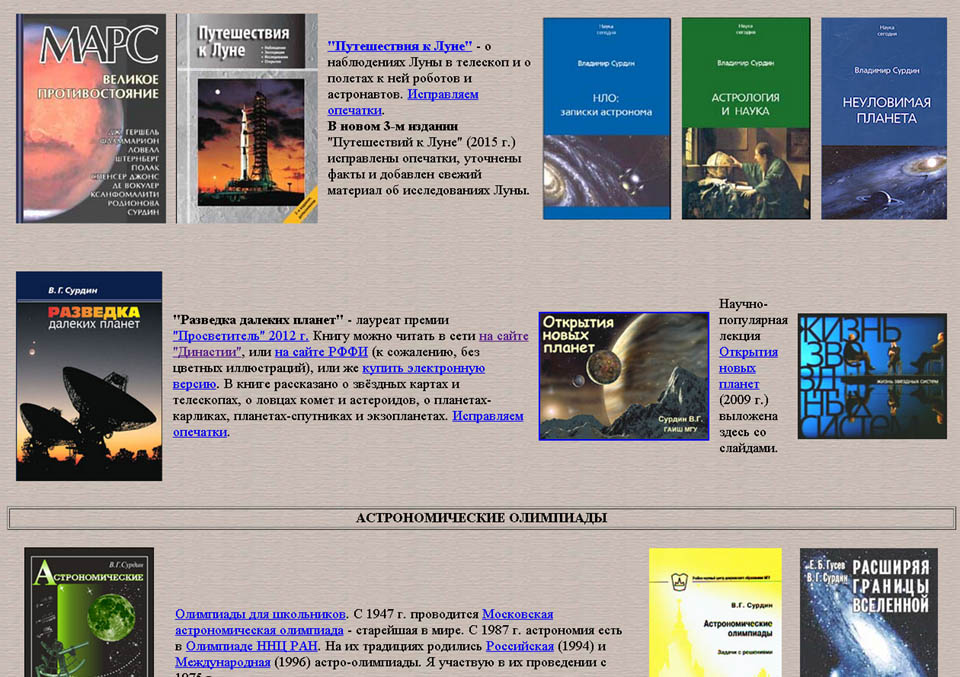 МАРС
ВЕЛИКОЕ
ПРОТИВОСТОЯНИЕ
ДЖ. ГЕРШЕЛЬ
ФЛАММАРИОН
ЛОВЕЛЛ
ШТЕРНБЕРГ
ПОЛАК
СПЕНСЕР ДЖОНС
ДЕ ВОКУЛЕР
КСАНФОМАЛИТИ
РОДИОНОВА
СУРДИН
Путешествия
к Луне
"Путешествия к Луне" - о
наблюдениях Луны в телескоп и о
полетах к ней роботов и
астронавтов. Исправляем
опечатки.
В новом 3-м издании
"Путешествий к Луне" (2015 г.)
исправлены опечатки, уточнены
факты и добавлен свежий
материал об исследованиях Луны.
Наука
сегодня
Владимир Сурдин
НЛО:
записки астронома
Наука
сегодня
Владимир Сурдин
АСТРОЛОГИЯ
И НАУКА
Наука
сегодня
Владимир Сурдин
НЕУЛОВИМАЯ
ПЛАНЕТА
В.Г. Сурдин
РАЗВЕДКА
далеких планет
"Разведка далеких планет" - лауреат премии
"Просветитель" 2012 г. Книгу можно читать в сети на сайте
"Династии", или на сайте РФФИ (к сожалению, без
цветных иллюстраций), или же купить электронную
версию. В книге рассказано о звёздных картах и
телескопах, о ловцах комет и астероидов, о планетах-
карликах, планетах-спутниках и экзопланетах. Исправляем
опечатки.
Открытия
новых
планет
Сурдин В.Г.
ГАИШ МГУ
Научно-
популярная
лекция
Открытия
новых
планет
(2009 г.)
выложена
здесь со
слайдами.
ЖИЗНЬ
ЗВ
ЗД
НЫХ
СИСТЕМ
ЖИЗНЬ ЗВЕЗДНЫХ СИСТЕМ
АСТРОНОМИЧЕСКИЕ ОЛИМПИАДЫ
В.Г.Сурдин
АСТРОНОМИЧЕСКИЕ
Олимпиады для школьников. С 1947 г. проводится Московская
астрономическая олимпиада - старейшая в мире. С 1987 г. астрономия есть
в Олимпиаде ННЦ РАН. На их традициях родились Российская (1994) и
Международная (1996) астро-олимпиады. Я участвую в их проведении с
1975 г.
В.Г. Сурдин
Астрономические
олимпиады
Задачи с решениями
Е.Б.Гусев
В.Г.Сурдин
РАСШИРЯЯ
ГРАНИЦЫ
ВСЕЛЕННОЙ